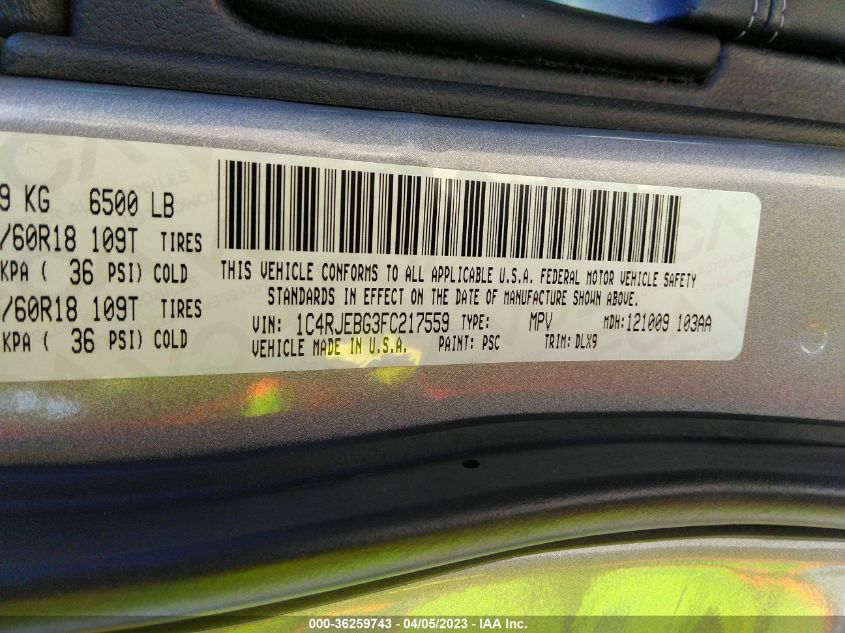 9 KG 6500 LB
/60R18 109T TIRES
KPA ( 36 PSI) COLD
/60R18 109T TIRES
KPA ( 36 PSI) COLD
THIS VEHICLE CONFORMS TO ALL APPLICABLE U.S.A. FEDERAL MOTOR VEHICLE SAFETY
STANDARDS IN EFFECT ON THE DATE OF MANUFACTURE SHOWN ABOVE.
VIN: 1C4RJEBG3FC217559 TYPE: MPV MDH:121009 103AA
VEHICLE MADE IN U.S.A. PAINT: PSC TRIM: DLX9
000-36259743 - 04/05/2023 - IAA Inc.